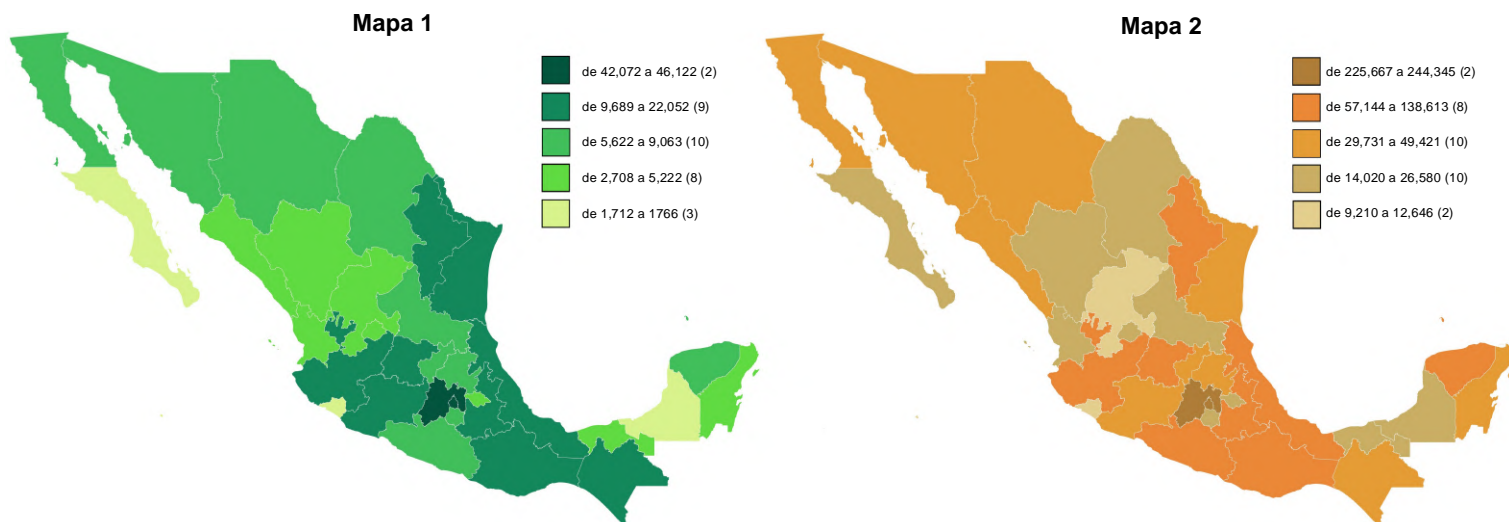 Mapa 1
de 42,072 a 46,122 (2)
de 9,689 a 22,052 (9)
de 5,622 a 9,063 (10)
de 2,708 a 5,222 (8)
de 1,712 a 1766 (3)
Mapa 2
de 225,667 a 244,345 (2)
de 57,144 a 138,613 (8)
de 29,731 a 49,421 (10)
de 14,020 a 26,580 (10)
de 9,210 a 12,646 (2)